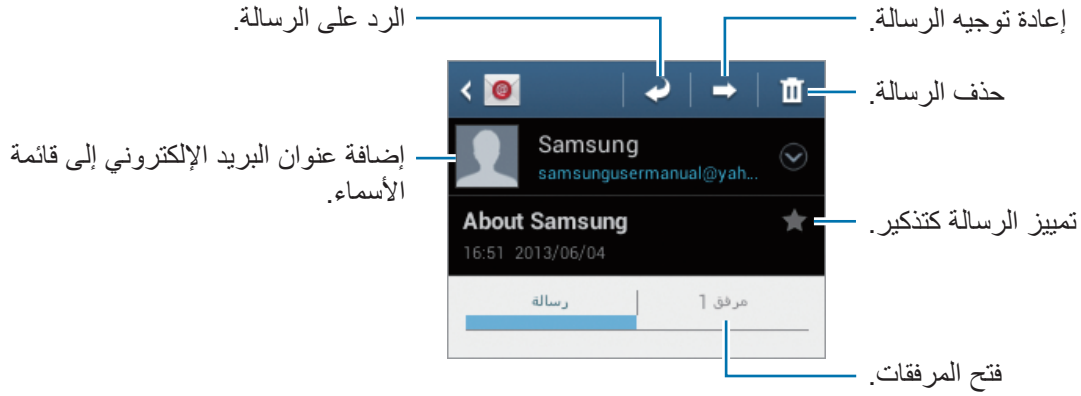 الرد على الرسالة.
إعادة توجيه الرسالة.
حذف الرسالة.
Samsung
samsungusermanual@yah...
إضافة عنوان البريد الإلكتروني إلى قائمة
الأسماء.
About Samsung
تمييز الرسالة كتذكير.
16:51 2013/06/04
رسالة
مرفق 1
فتح المرفقات.